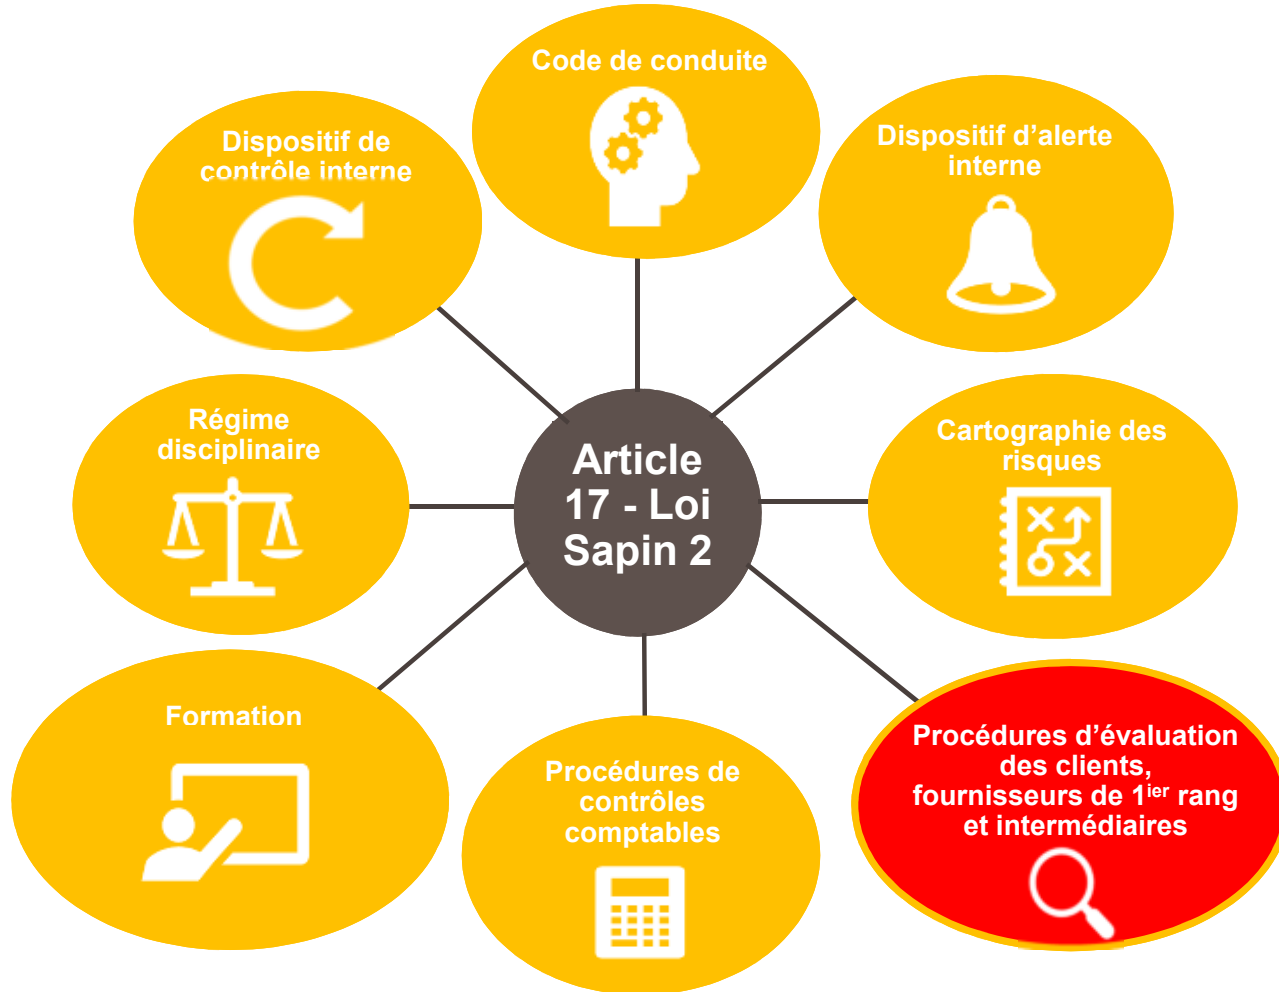 Code de conduite
Dispositif de
contrôle interne
Dispositif d’alerte
interne
Régime
disciplinaire
Article
17 - Loi
Sapin 2
Cartographie des
risques
Formation
Procédures de
contrôles
comptables
Procédures d’évaluation
des clients,
fournisseurs de 1ier rang
et intermédiaires